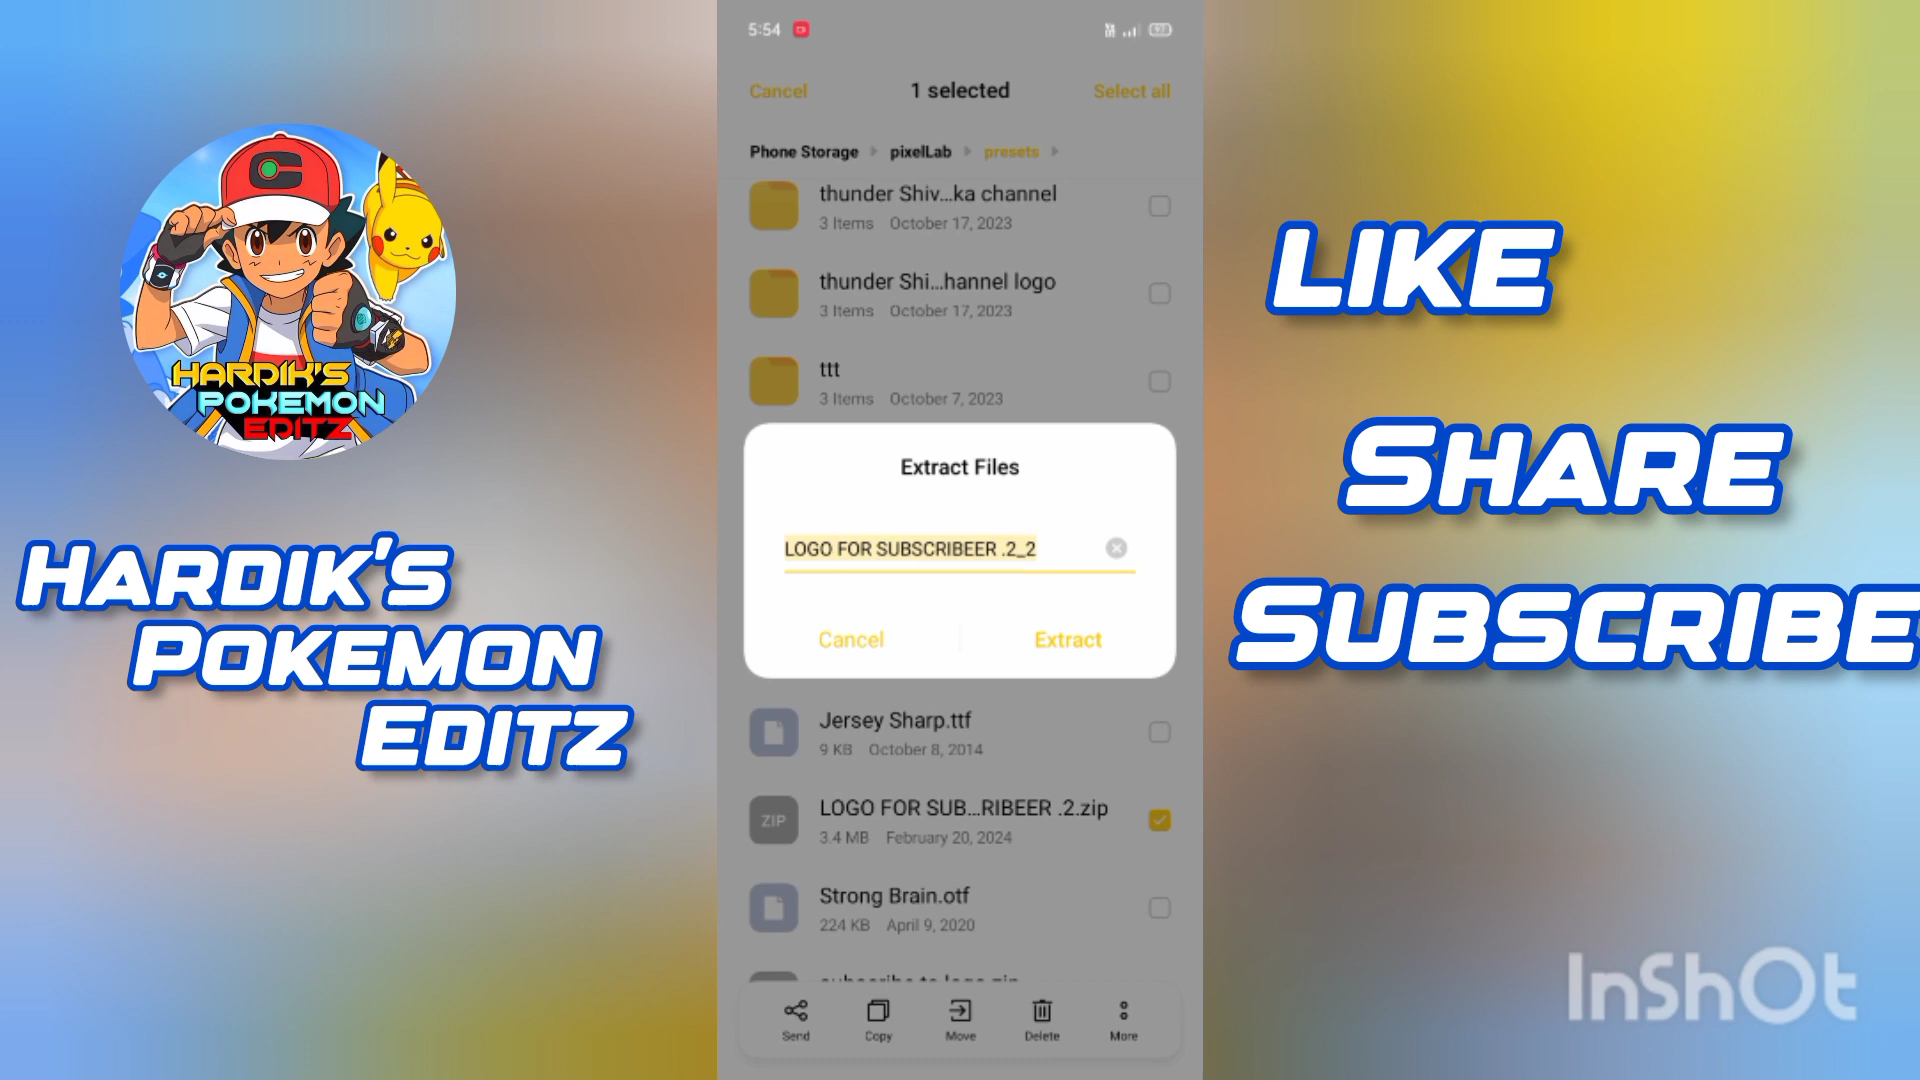 HARDIK'S
POKEMON
EDITZ
HARDIK'S
POKEMON
EDITZ
5:54
97
Cancel
1 selected
Select all
Phone Storage
pixelLab
presets
thunder Shiv...ka channel
3 Items October 17, 2023
thunder Shi...hannel logo
3 Items October 17, 2023
ttt
3 Items October 7, 2023
Extract Files
LOGO FOR SUBSCRIBEER .2_2
Cancel
Extract
Jersey Sharp.ttf
9 KB October 8, 2014
ZIP
LOGO FOR SUB...RIBEER .2.zip
3.4 MB February 20, 2024
Strong Brain.otf
224 KB April 9, 2020
Send
Copy
Move
Delete
More
LIKE
SHARE
SUBSCRIBE
InShOt